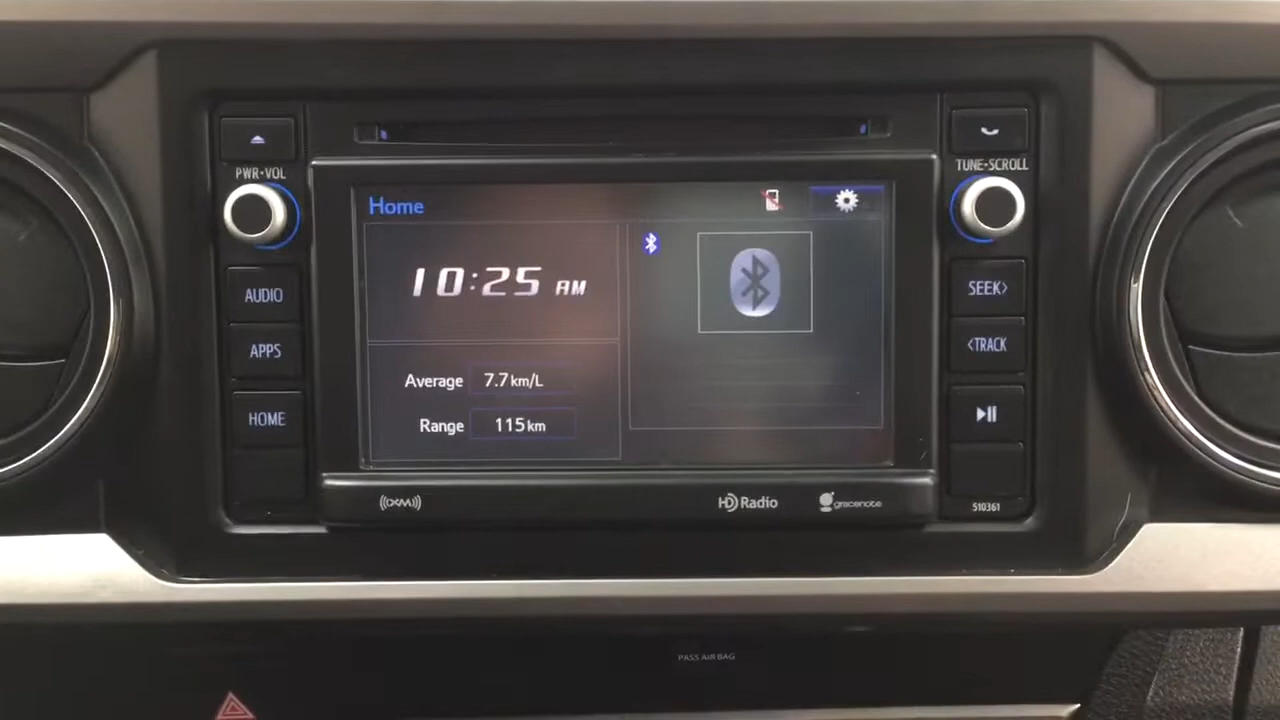 PWR•VOL
TUNE•SCROLL
Home
AUDIO
10:25 AM
SEEK>
APPS
<TRACK
Average 7.7 km/L
HOME
Range 115 km
((XM))
HD Radio
gracenote
510361
PASS AIR BAG